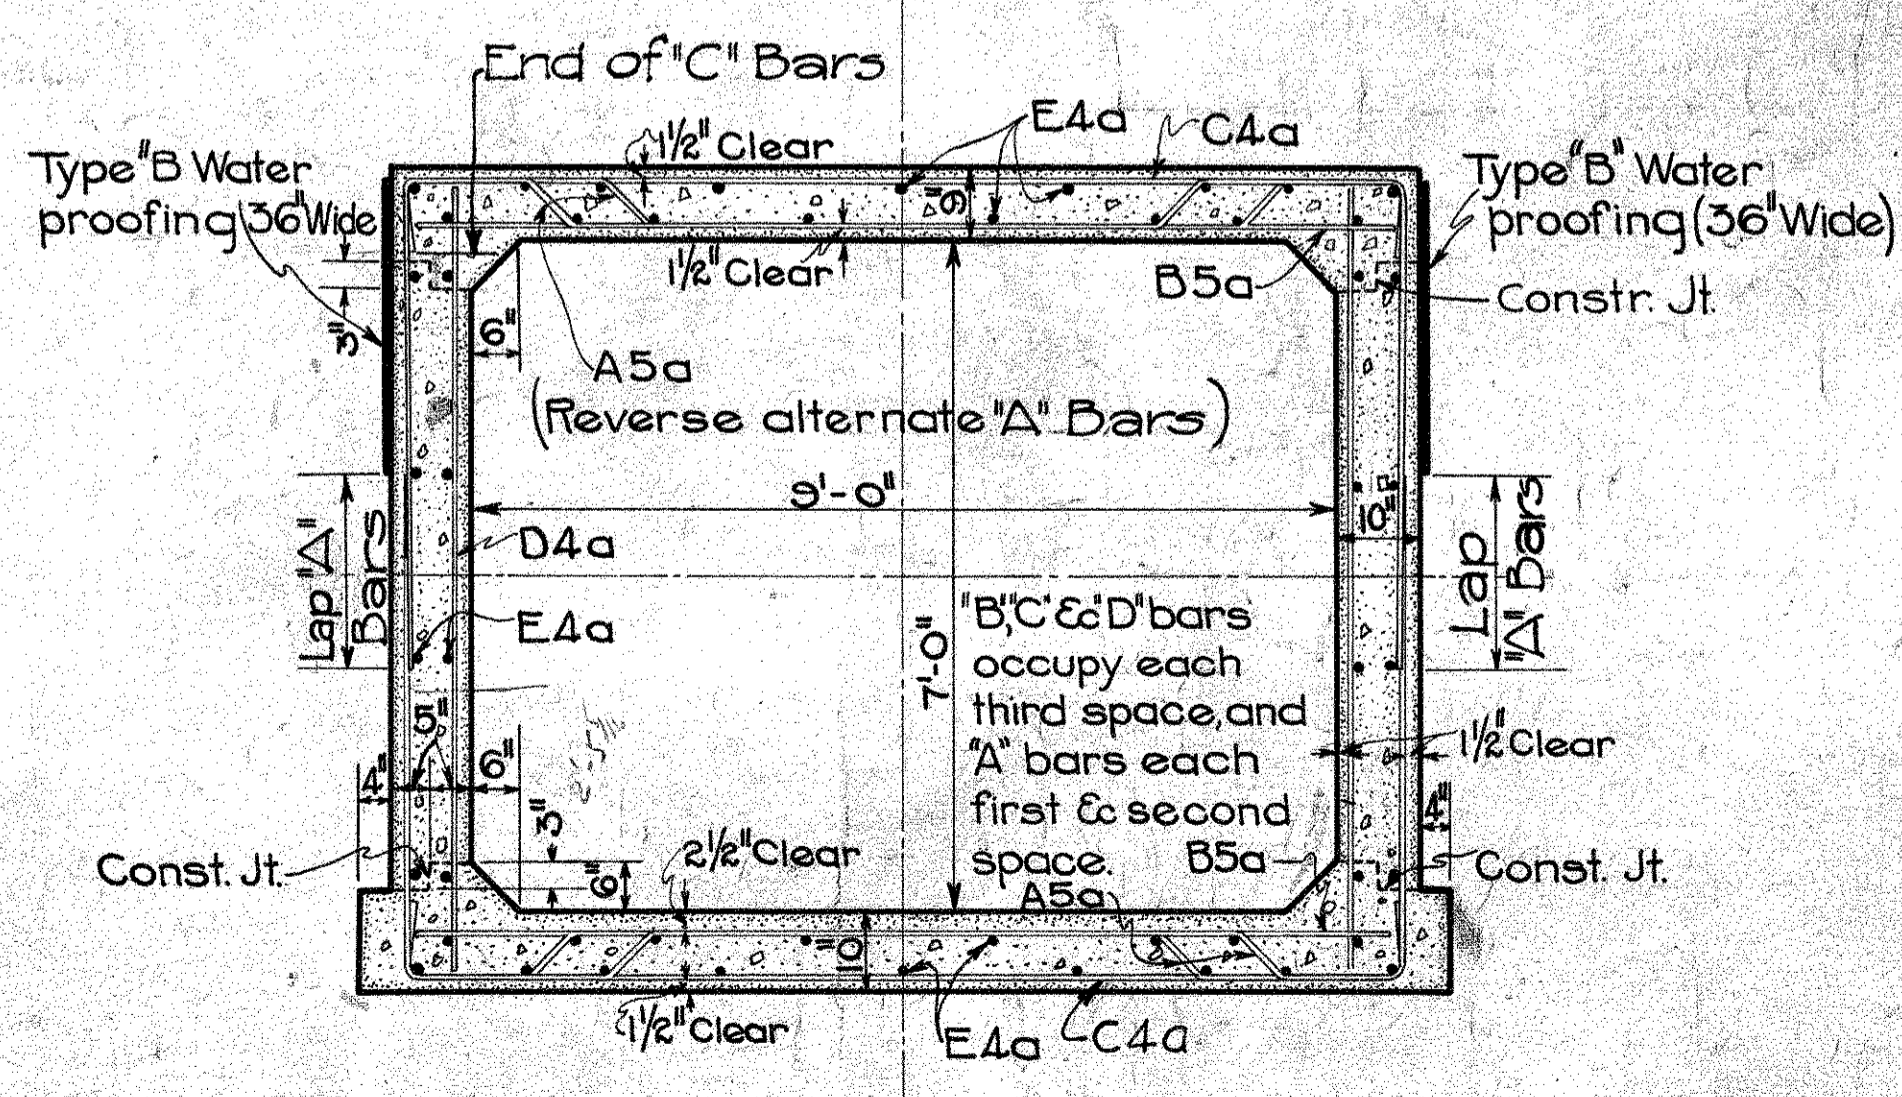 End of "C" Bars
1½" Clear
E4a
C4a
Type "B Water
proofing 36" Wide
Type "B" Water
proofing (36" Wide)
9"
1½" Clear
B5a
Constr. Jt.
3"
6"
A5a
(Reverse alternate "A" Bars)
9'-0"
10"
Lap "A"
Bars
D4a
E4a
Lap
"A" Bars
7'-0"
"B,"C" &c "D" bars
occupy each
third space, and
"A" bars each
first &c second
space.
5"
4"
6"
3"
6"
1½" Clear
4"
2½" Clear
Const. Jt.
B5a
A5a
Const. Jt.
10"
1½" Clear
E4a
C4a